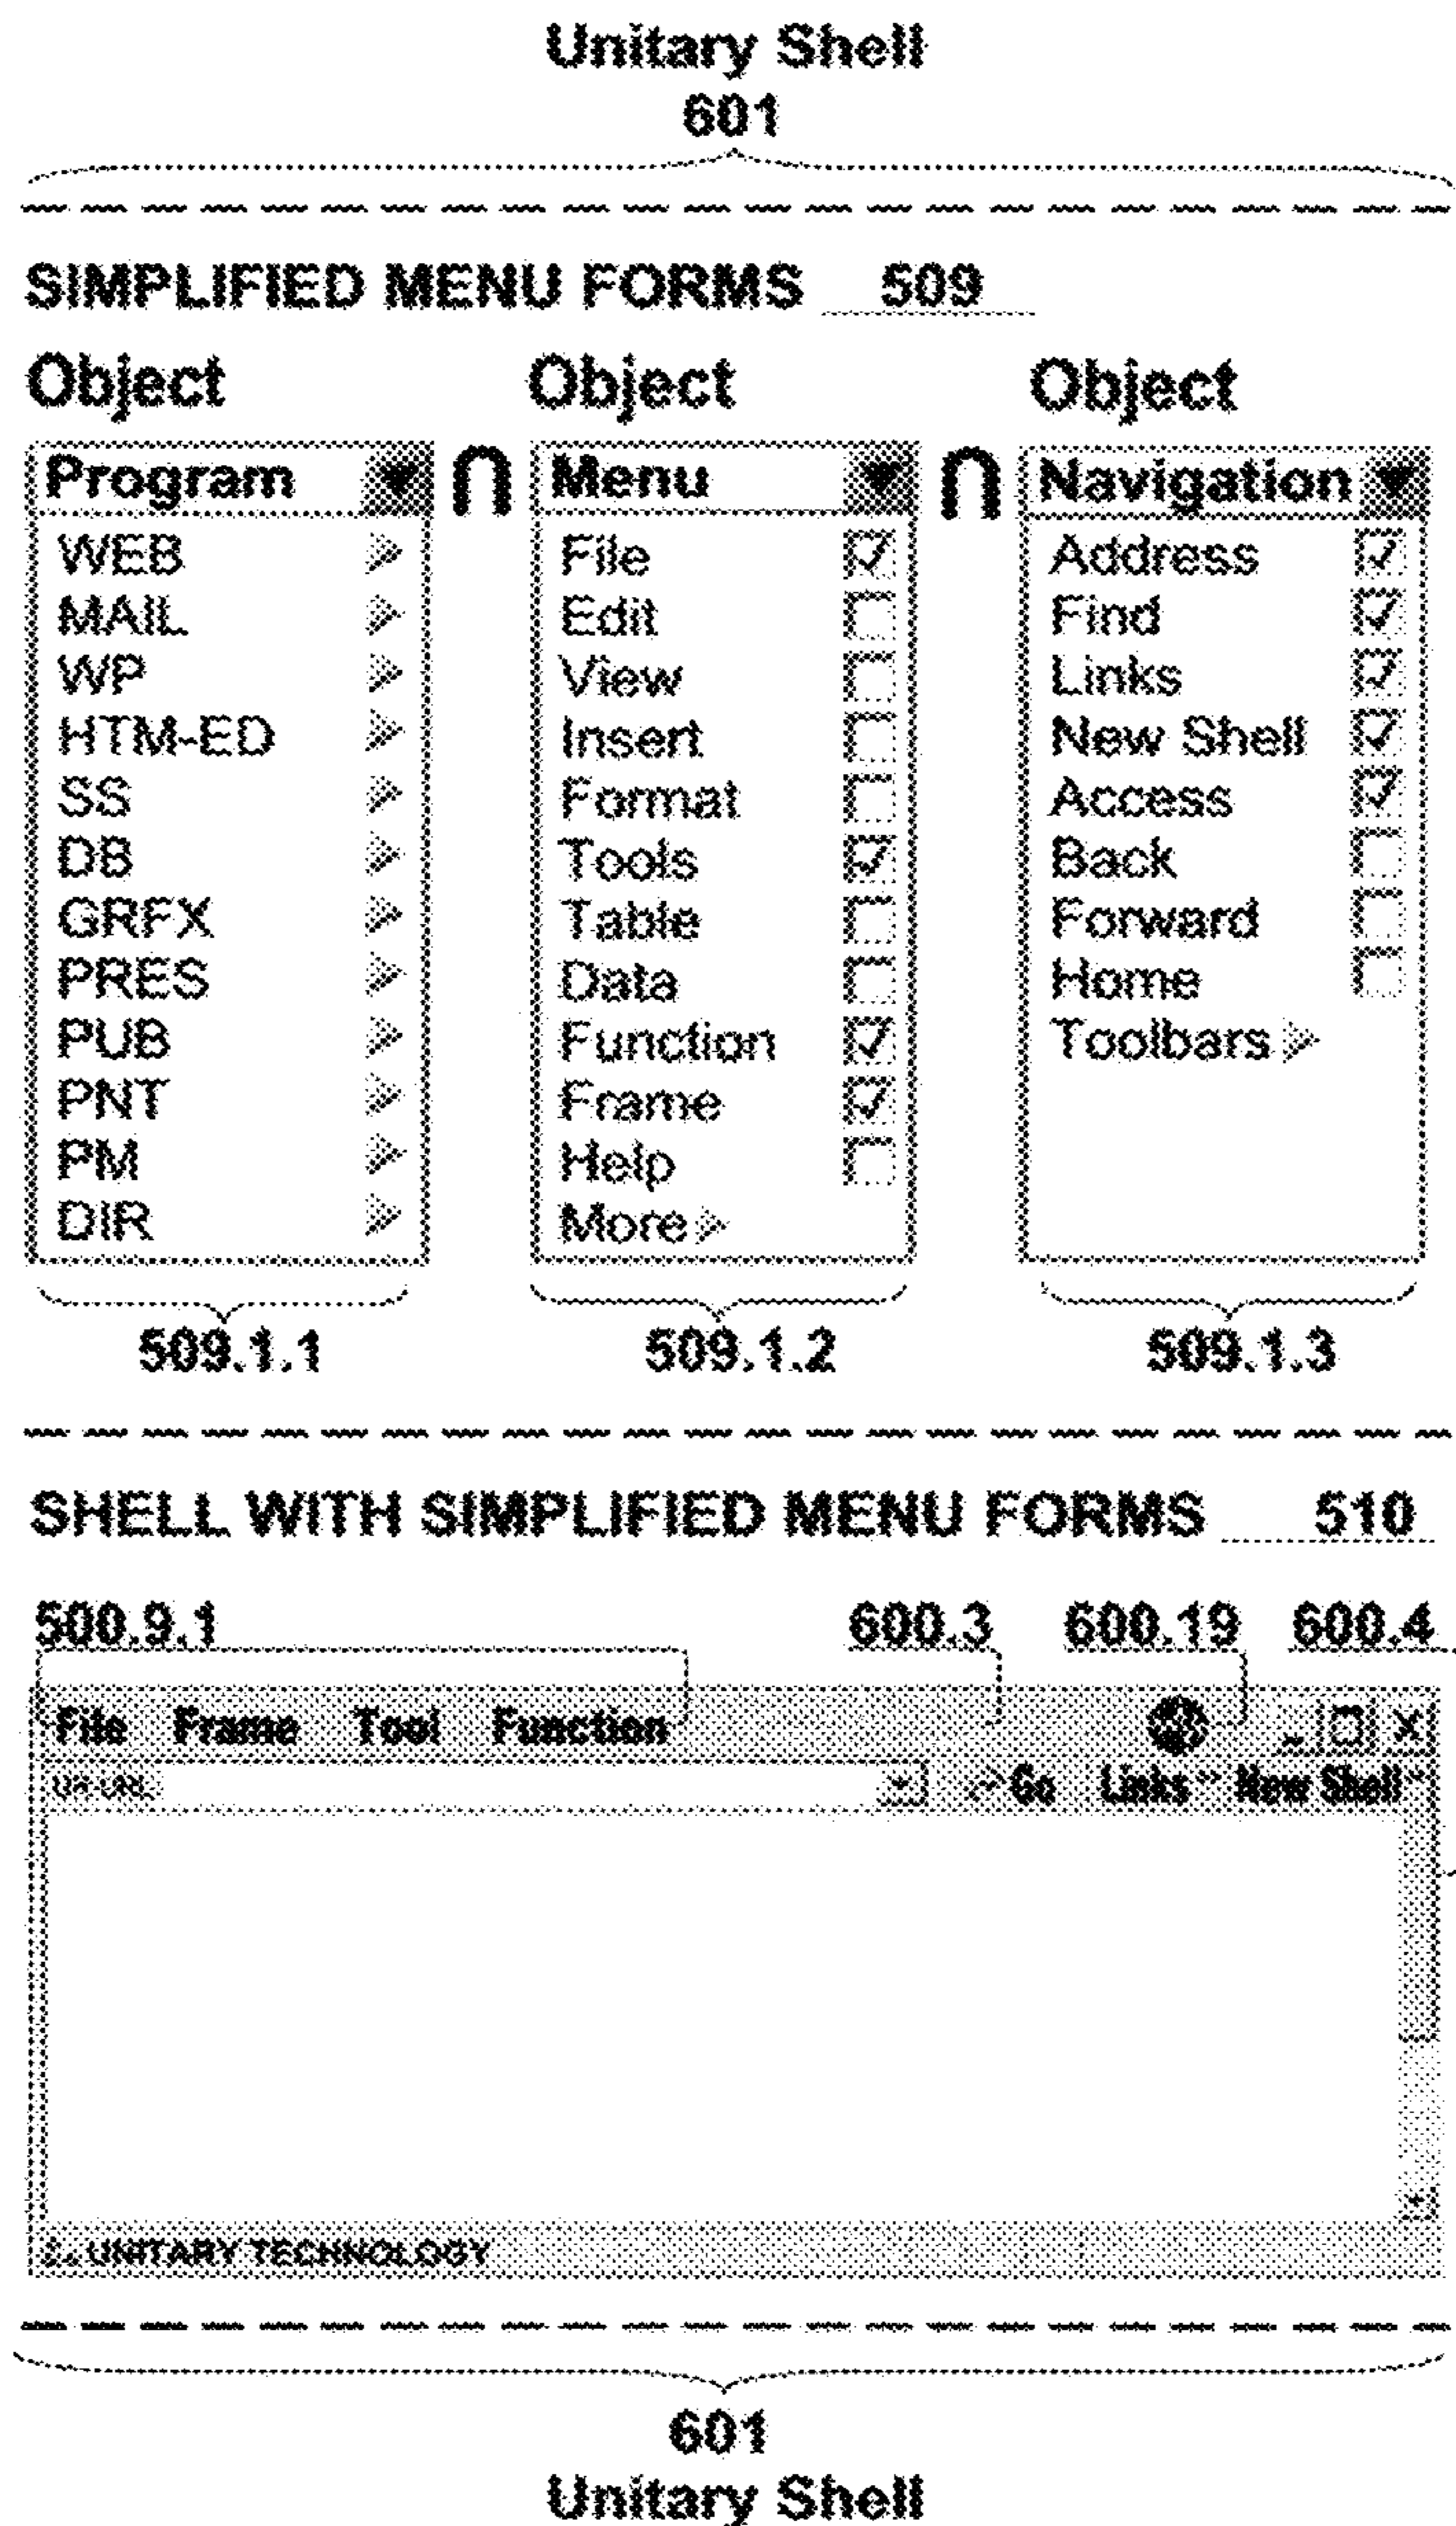 Unitary Shell
601
SIMPLIFIED MENU FORMS 509
Object Object Object
Program ∩ Menu ∩ Navigation
WEB File Address
MAIL Edit Find
WP View Links
HTM-ED Insert New Shell
SS Format Access
DB Tools Back
GRFX Table Forward
PRES Data Home
PUB Function Toolbars
PNT Frame
PM Help
DIR More
509.1.1 509.1.2 509.1.3
SHELL WITH SIMPLIFIED MENU FORMS 510
500.9.1 600.3 600.19 600.4
File Frame Tool Function
Go Links New Shell
UNITARY TECHNOLOGY
601
Unitary Shell